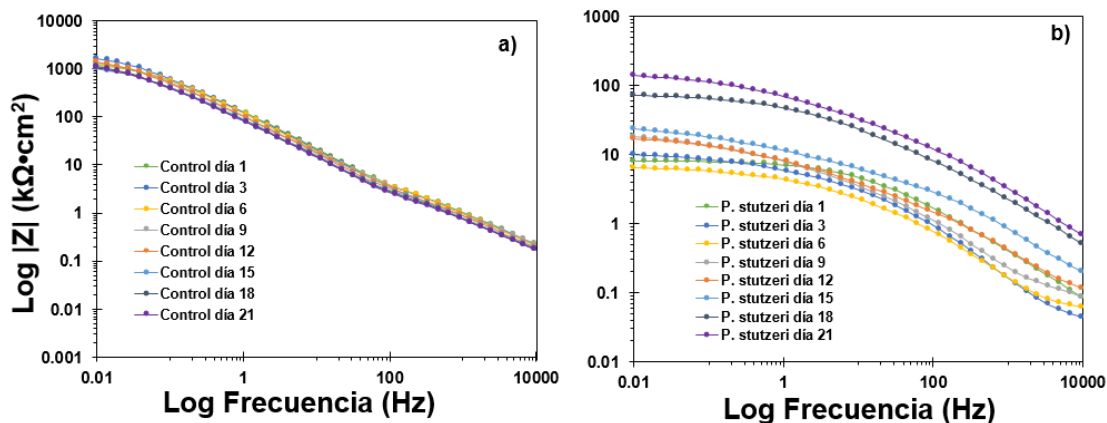 a)
10000
1000
100
10
1
0.1
0.01
0.001
Log |Z| (kΩ•cm²)
Control día 1
Control día 3
Control día 6
Control día 9
Control día 12
Control día 15
Control día 18
Control día 21
0.01 0.1 1 10 100 1000 10000
Log Frecuencia (Hz)
b)
1000
100
10
1
0.1
0.01
P. stutzeri día 1
P. stutzeri día 3
P. stutzeri día 6
P. stutzeri día 9
P. stutzeri día 12
P. stutzeri día 15
P. stutzeri día 18
P. stutzeri día 21
0.01 1 100 10000
Log Frecuencia (Hz)